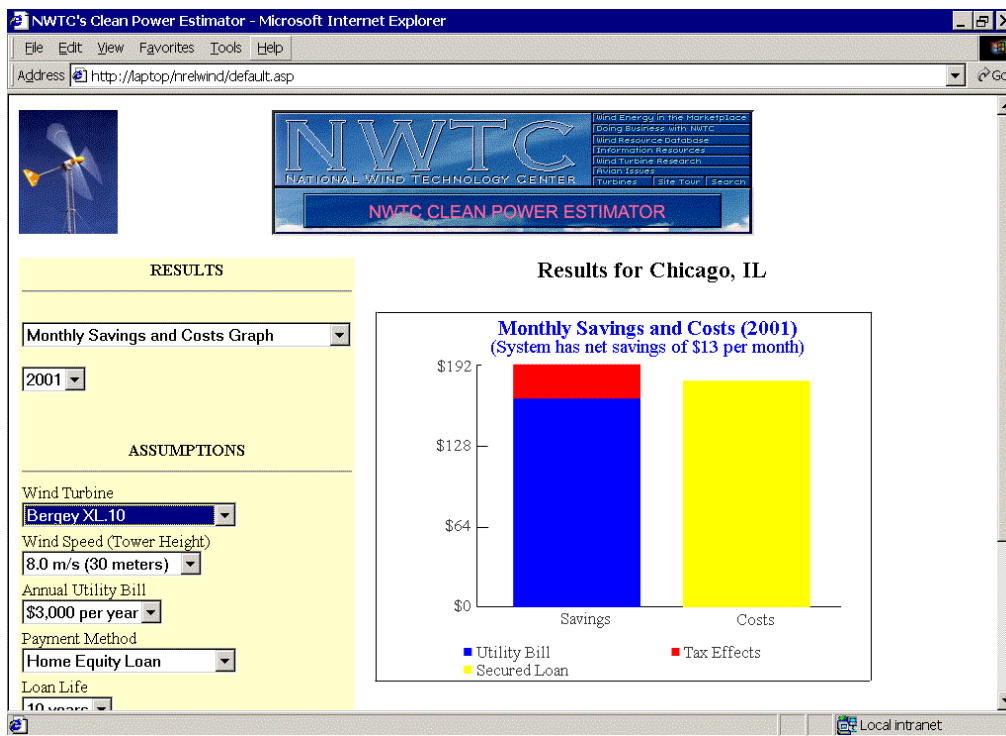 NWTC's Clean Power Estimator - Microsoft Internet Explorer
File Edit View Favorites Tools Help
Address http://laptop/nrelwind/default.asp Go
NWTC
NATIONAL WIND TECHNOLOGY CENTER
Wind Energy in the Marketplace
Doing Business with NWTC
Wind Resource Database
Information Resources
Wind Turbine Research
Avian Issues
Turbines Site Tour Search
NWTC CLEAN POWER ESTIMATOR
RESULTS
Monthly Savings and Costs Graph
2001
ASSUMPTIONS
Wind Turbine
Bergey XL.10
Wind Speed (Tower Height)
8.0 m/s (30 meters)
Annual Utility Bill
$3,000 per year
Payment Method
Home Equity Loan
Loan Life
10 years
Results for Chicago, IL
Monthly Savings and Costs (2001)
(System has net savings of $13 per month)
$192
$128
$64
$0
Savings Costs
Utility Bill Tax Effects
Secured Loan
Local intranet